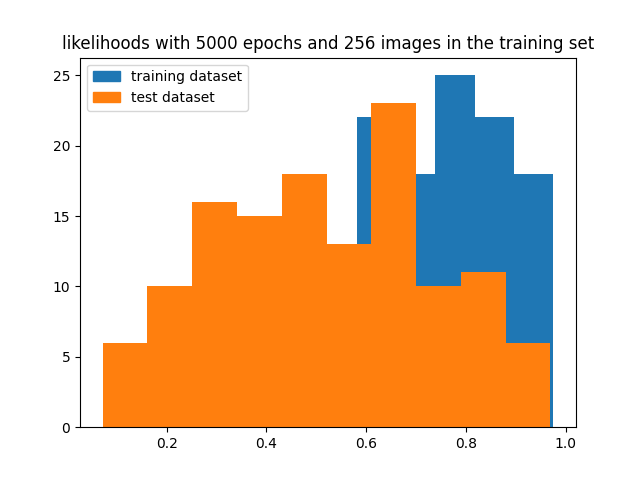 likelihoods with 5000 epochs and 256 images in the training set
training dataset
test dataset
25
20
15
10
5
0
0.2 0.4 0.6 0.8 1.0